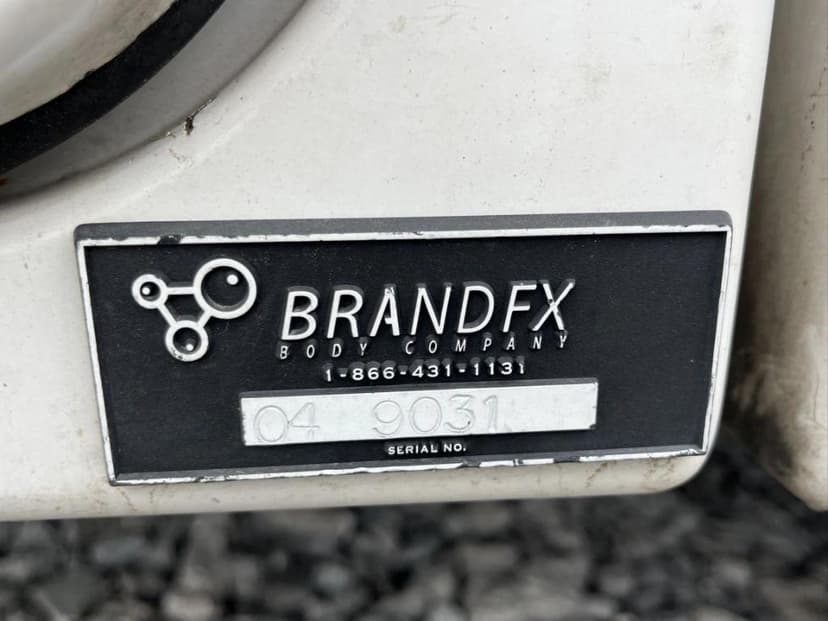 BRANDFX
BODY COMPANY
1-866-431-1131
04 9031
SERIAL NO.